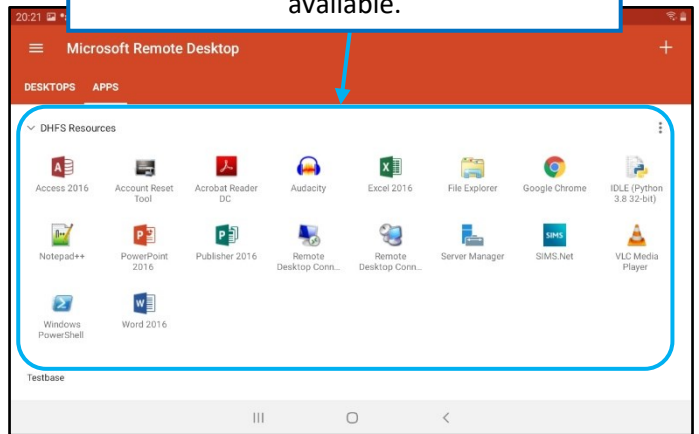 available.
20:21
Microsoft Remote Desktop
DESKTOPS APPS
DHFS Resources
Access 2016
Account Reset
Tool
Acrobat Reader
DC
Audacity
Excel 2016
File Explorer
Google Chrome
IDLE (Python
3.8 32-bit)
Notepad++
PowerPoint
2016
Publisher 2016
Remote
Desktop Conn...
Remote
Desktop Conn...
Server Manager
SIMS
SIMS.Net
VLC Media
Player
Windows
PowerShell
Word 2016
Testbase